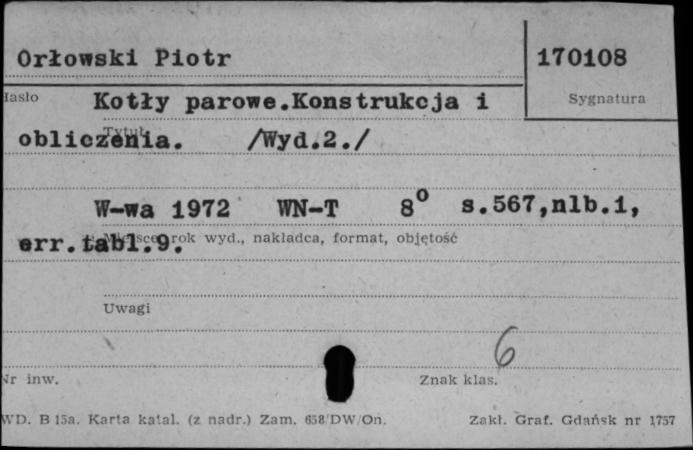 Orłowski Piotr 170108
Hasło Kotły parowe.Konstrukcja i Sygnatura
Tytuł
obliczenia. /Wyd.2./
W-wa 1972 WN-T 8° s.567,nlb.1,
Miejsce, rok wyd., nakładca, format, objętość
err.tabl.9.
Uwagi
6
Nr inw. Znak klas.
WD. B 15a. Karta katal. (z nadr.) Zam. 658/DW/On. Zakł. Graf. Gdańsk nr 1757